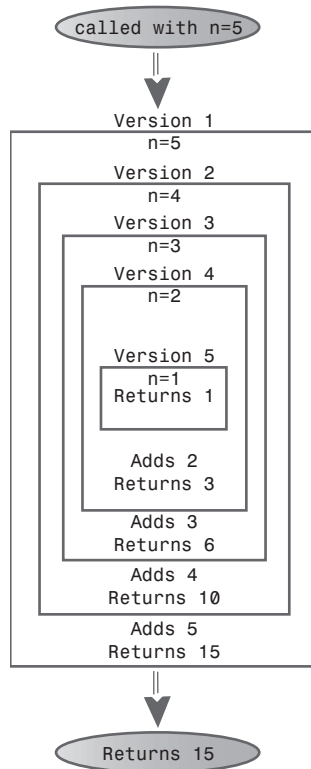 called with n=5
Version 1
n=5
Version 2
n=4
Version 3
n=3
Version 4
n=2
Version 5
n=1
Returns 1
Adds 2
Returns 3
Adds 3
Returns 6
Adds 4
Returns 10
Adds 5
Returns 15
Returns 15